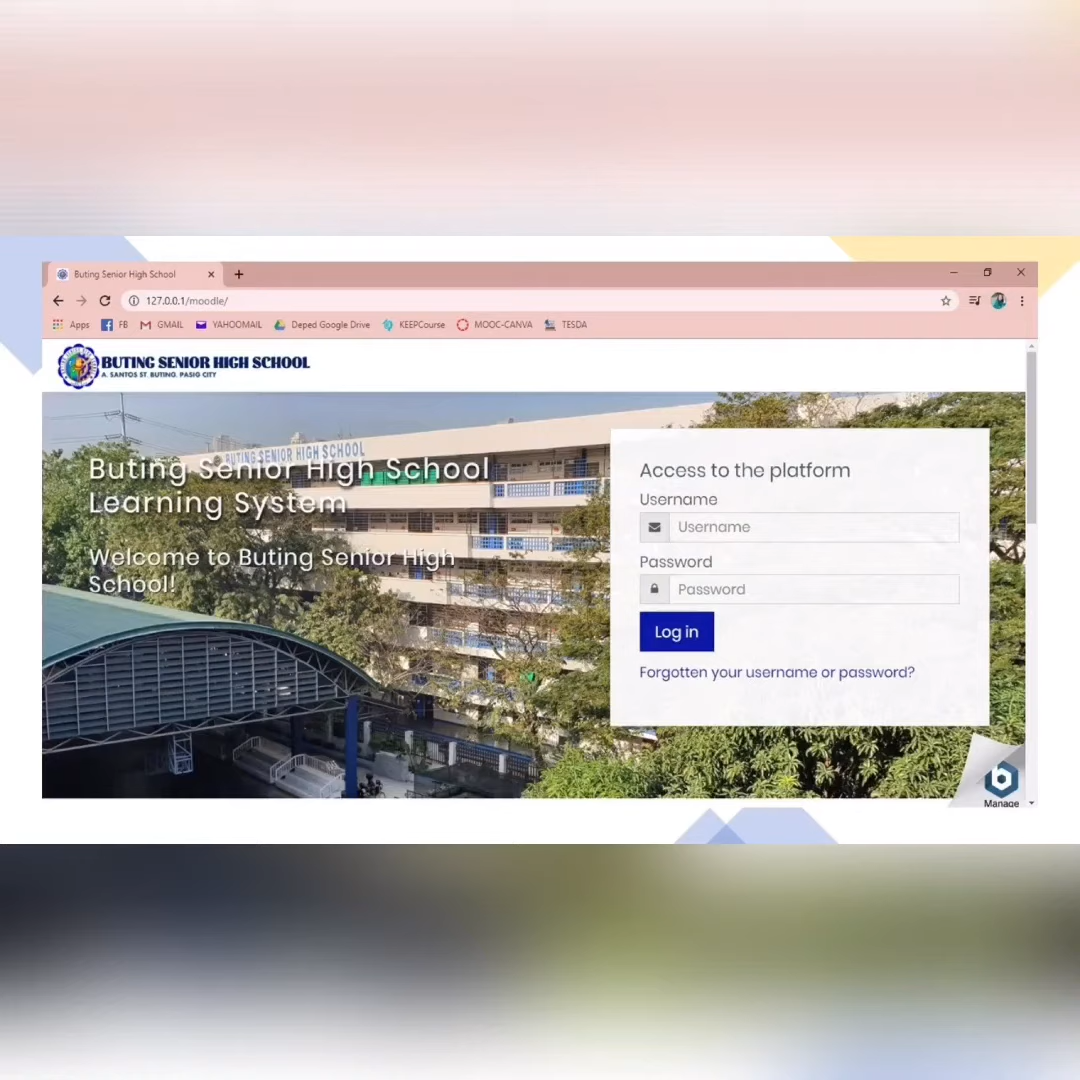 Buting Senior High School
127.0.0.1/moodle/
Apps FB GMAIL YAHOOMAIL Deped Google Drive KEEPCourse MOOC-CANVA TESDA
BUTING SENIOR HIGH SCHOOL
A. SANTOS ST. BUTING, PASIG CITY
BUTING SENIOR HIGH SCHOOL
Buting Senior High School
Learning System
Welcome to Buting Senior High
School!
Access to the platform
Username
Username
Password
Password
Log in
Forgotten your username or password?
b
Manage